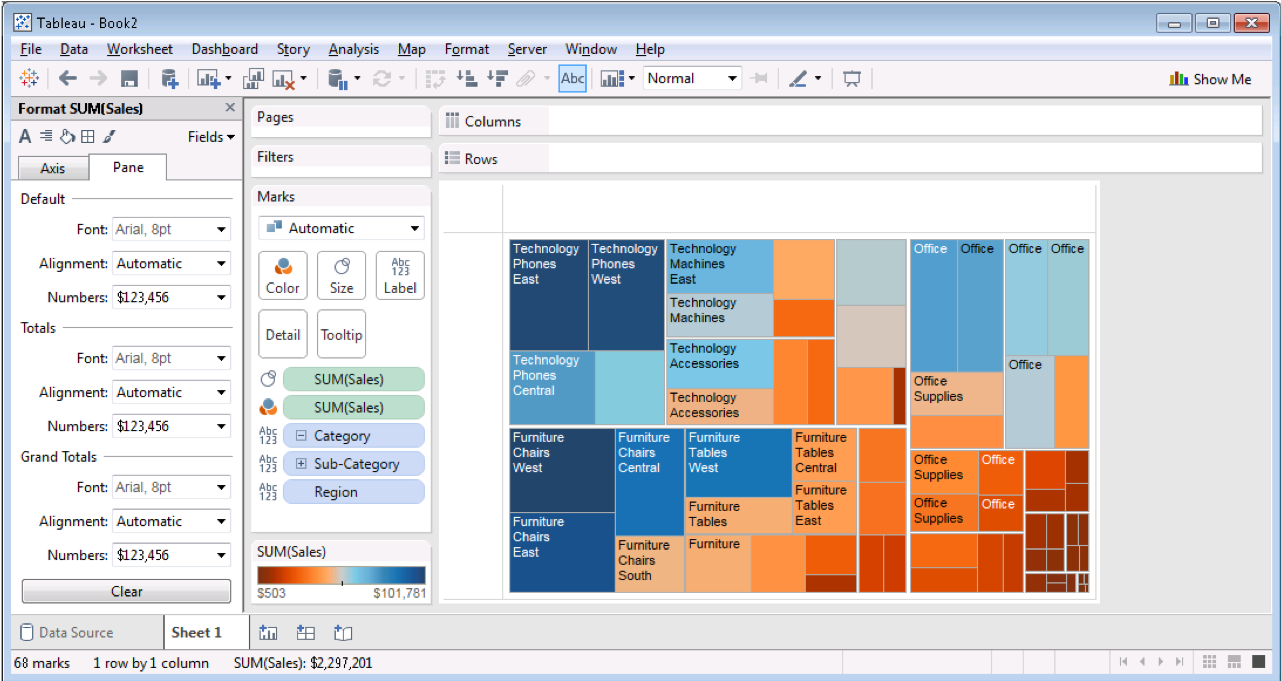 Tableau - Book2
File Data Worksheet Dashboard Story Analysis Map Format Server Window Help
Abc Normal Show Me
Format SUM(Sales)
A Fields
Axis Pane
Default
Font: Arial, 8pt
Alignment: Automatic
Numbers: $123,456
Totals
Font: Arial, 8pt
Alignment: Automatic
Numbers: $123,456
Grand Totals
Font: Arial, 8pt
Alignment: Automatic
Numbers: $123,456
Clear
Pages
Filters
Marks
Automatic
Color
Size
Abc
123
Label
Detail
Tooltip
SUM(Sales)
SUM(Sales)
Abc
123
Category
Abc
123
Sub-Category
Abc
123
Region
SUM(Sales)
$503 $101,781
Columns
Rows
Technology
Phones
East
Technology
Phones
West
Technology
Machines
East
Technology
Machines
Technology
Phones
Central
Technology
Accessories
Technology
Accessories
Office
Office
Office
Office
Office
Supplies
Office
Furniture
Chairs
West
Furniture
Chairs
Central
Furniture
Tables
West
Furniture
Tables
Central
Furniture
Tables
Furniture
Tables
East
Furniture
Chairs
East
Furniture
Chairs
South
Furniture
Office
Supplies
Office
Office
Supplies
Office
Data Source Sheet 1
68 marks 1 row by 1 column SUM(Sales): $2,297,201